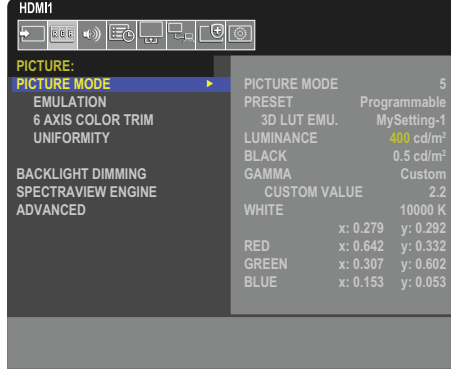 HDMI1
RGB
PICTURE:
PICTURE MODE
EMULATION
6 AXIS COLOR TRIM
UNIFORMITY
BACKLIGHT DIMMING
SPECTRAVIEW ENGINE
ADVANCED
PICTURE MODE 5
PRESET Programmable
3D LUT EMU. MySetting-1
LUMINANCE 400 cd/m²
BLACK 0.5 cd/m²
GAMMA Custom
CUSTOM VALUE 2.2
WHITE 10000 K
x: 0.279 y: 0.292
RED x: 0.642 y: 0.332
GREEN x: 0.307 y: 0.602
BLUE x: 0.153 y: 0.053